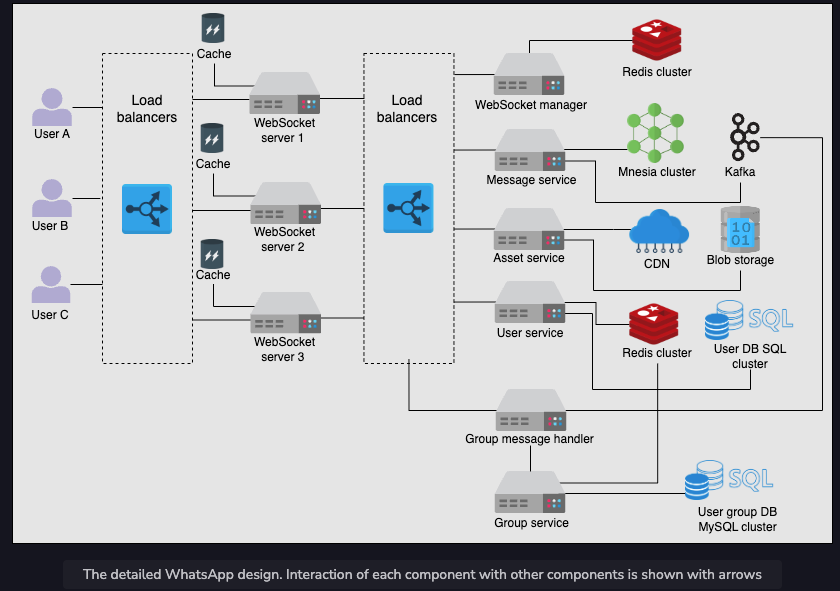 Cache
Redis cluster
Load
balancers
Load
balancers
WebSocket manager
User A
WebSocket
server 1
Cache
Message service
Mnesia cluster
Kafka
User B
WebSocket
server 2
Asset service
CDN
10
01
Blob storage
Cache
User C
WebSocket
server 3
User service
Redis cluster
SQL
User DB SQL
cluster
Group message handler
SQL
Group service
User group DB
MySQL cluster
The detailed WhatsApp design. Interaction of each component with other components is shown with arrows